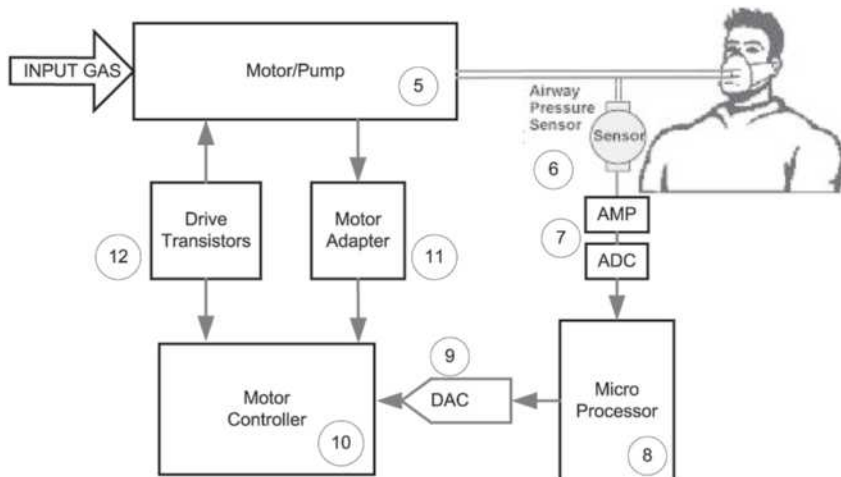 INPUT GAS
Motor/Pump
5
Airway
Pressure
Sensor
Sensor
6
Drive
Transistors
12
Motor
Adapter
11
AMP
7
ADC
9
Motor
Controller
10
DAC
Micro
Processor
8